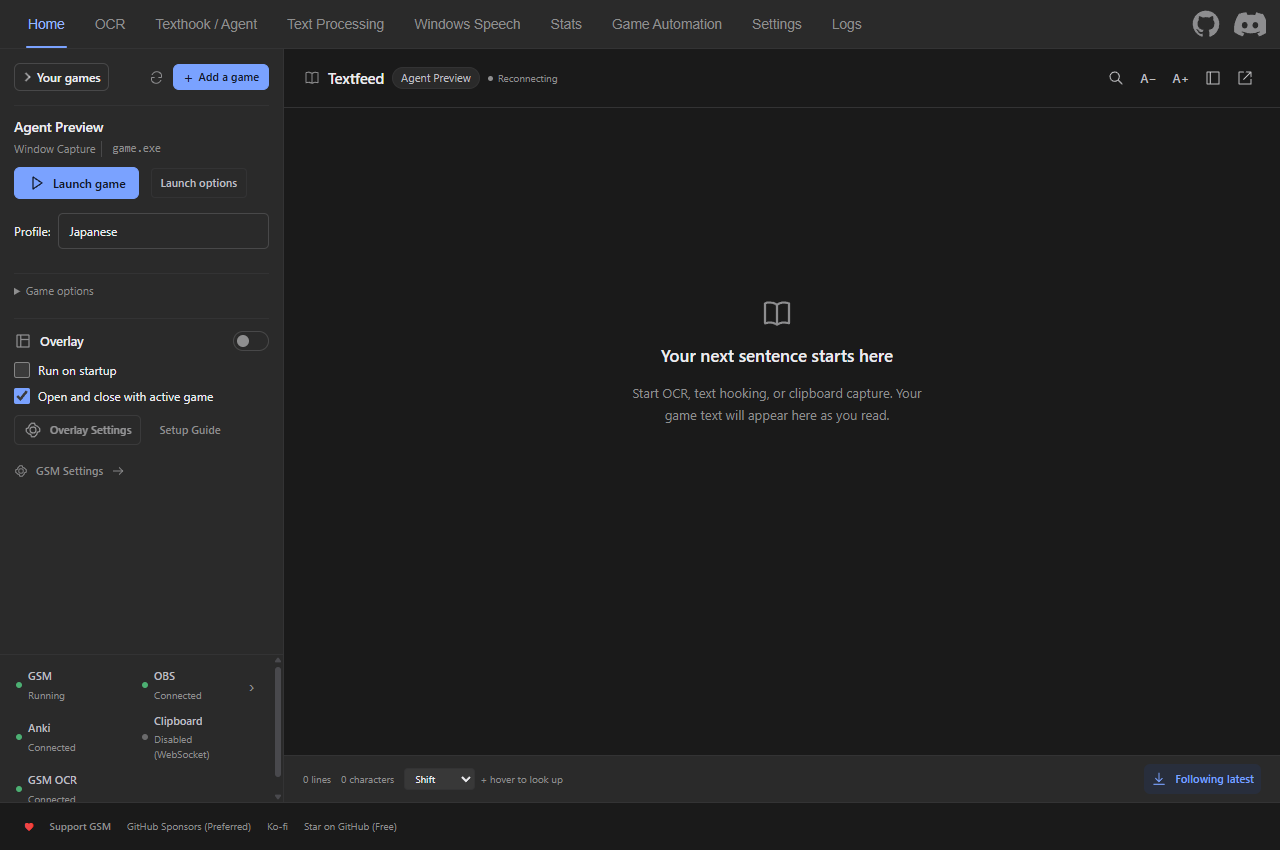 Home OCR Texthook / Agent Text Processing Windows Speech Stats Game Automation Settings Logs
Your games
+ Add a game
Agent Preview
Window Capture game.exe
Launch game Launch options
Profile: Japanese
Game options
Overlay
Run on startup
Open and close with active game
Overlay Settings Setup Guide
GSM Settings
GSM
Running
OBS
Connected
Anki
Connected
Clipboard
Disabled
(WebSocket)
GSM OCR
Connected
Textfeed Agent Preview Reconnecting
A− A+
Your next sentence starts here
Start OCR, text hooking, or clipboard capture. Your
game text will appear here as you read.
0 lines 0 characters Shift + hover to look up
Following latest
Support GSM GitHub Sponsors (Preferred) Ko-fi Star on GitHub (Free)